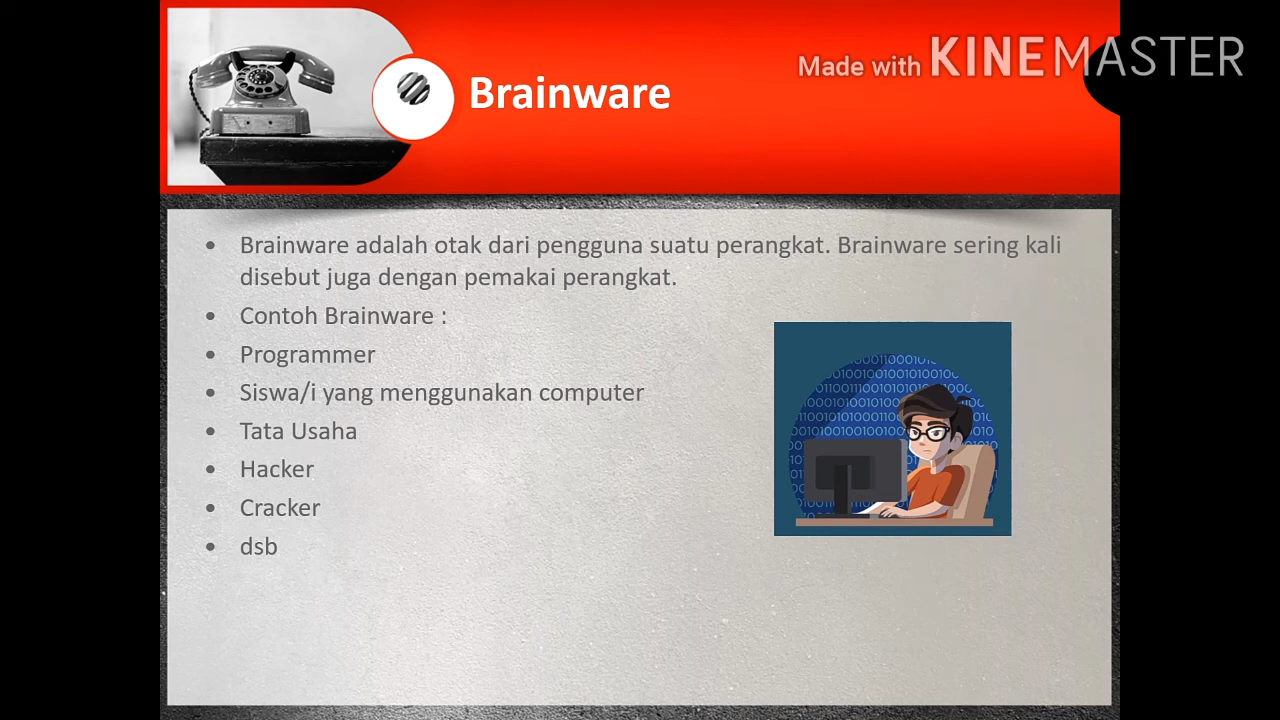 Made with KINEMASTER
Brainware
• Brainware adalah otak dari pengguna suatu perangkat. Brainware sering kali
disebut juga dengan pemakai perangkat.
• Contoh Brainware :
• Programmer
• Siswa/i yang menggunakan computer
• Tata Usaha
• Hacker
• Cracker
• dsb